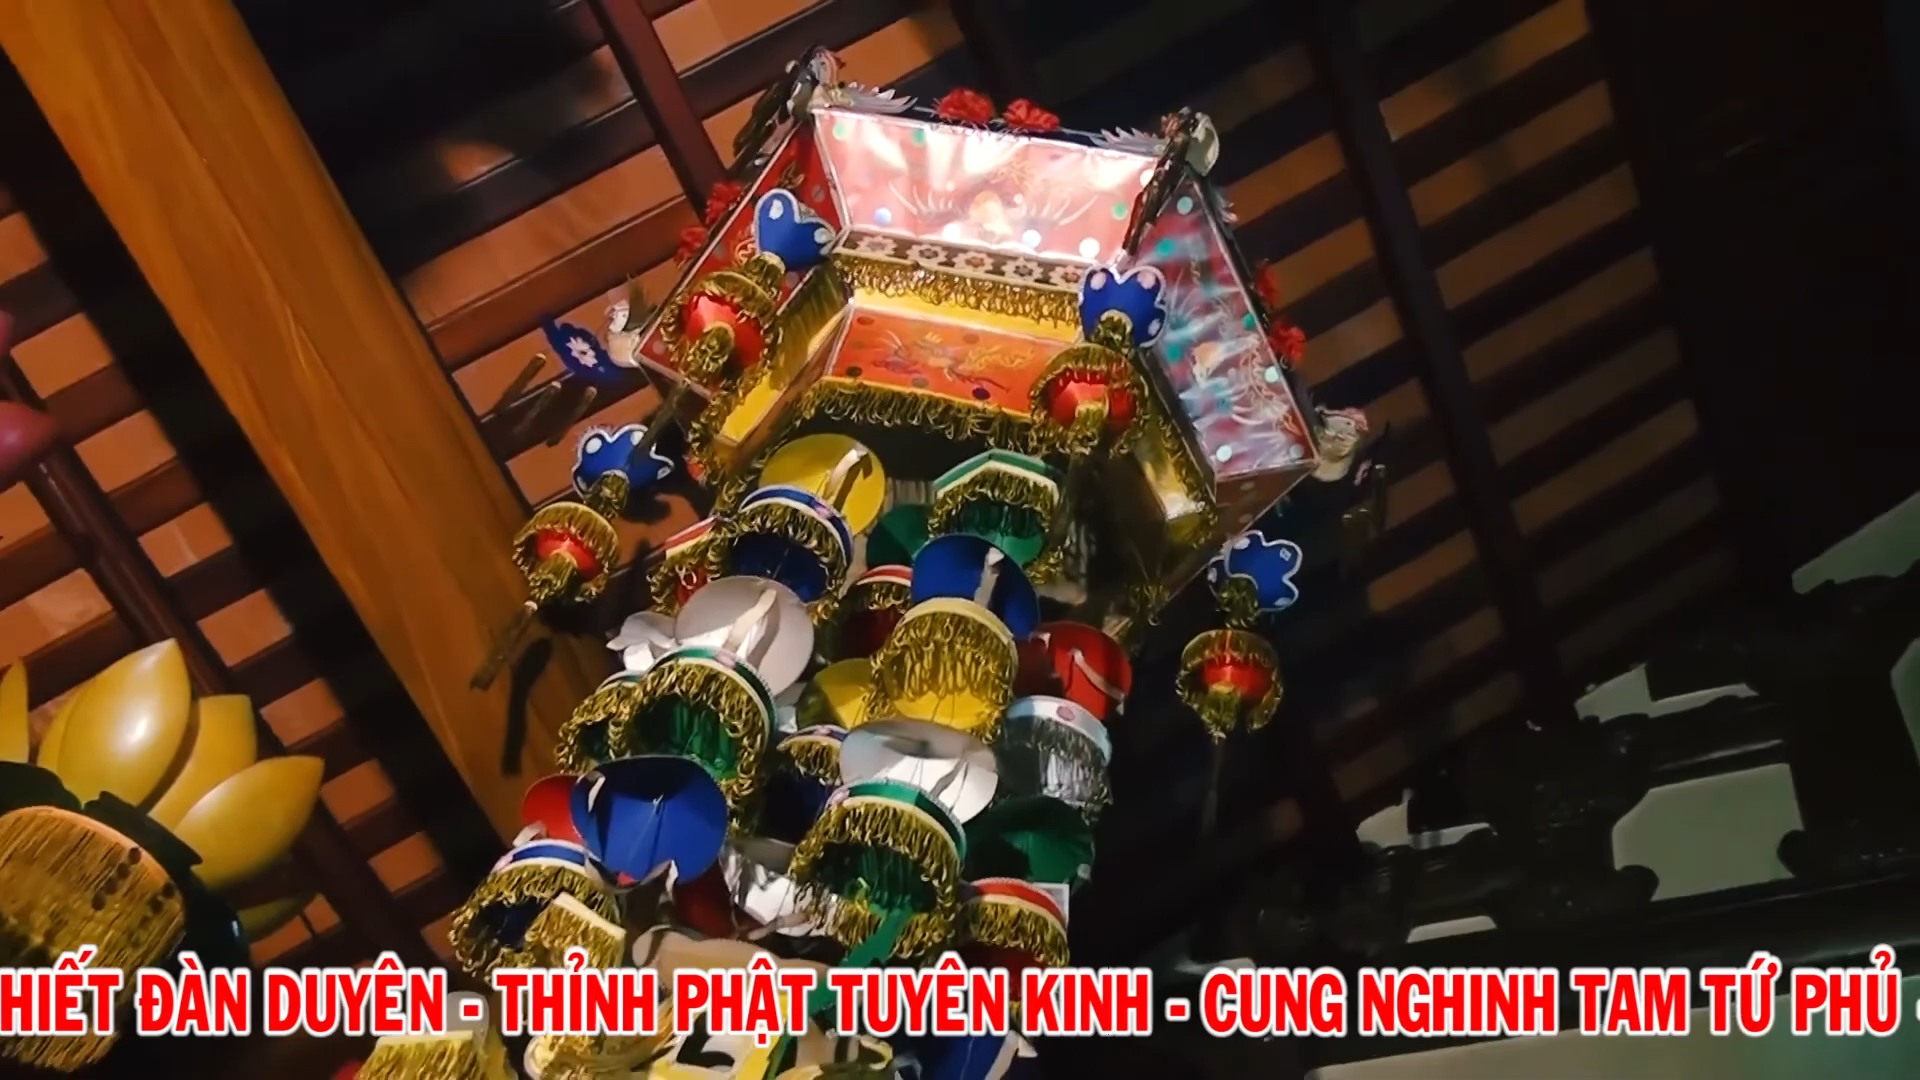 HIẾT ĐÀN DUYÊN - THỈNH PHẬT TUYÊN KINH - CUNG NGHINH TAM TỨ PHỦ -